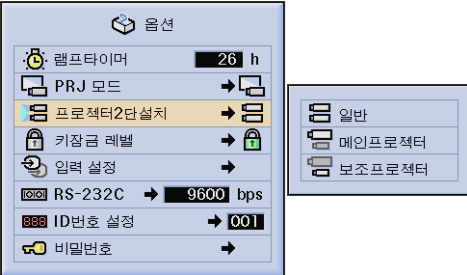 옵션
램프타이머 26 h
PRJ 모드
프로젝터2단설치
키잠금 레벨
입력 설정
RS-232C 9600 bps
888 ID번호 설정 001
비밀번호
일반
메인프로젝터
보조프로젝터